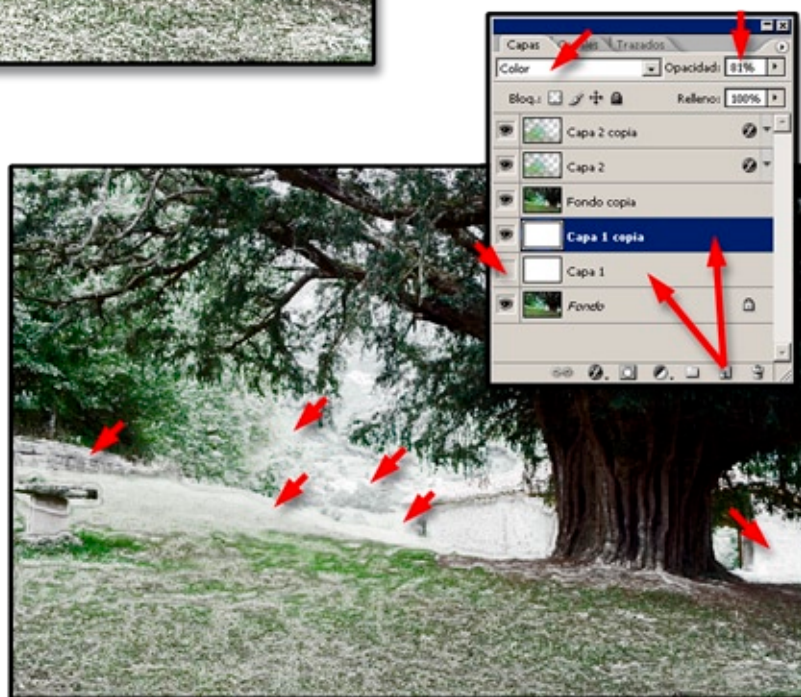 Capas Trazados
Color Opacidad: 81%
Bloq.: Relleno: 100%
Capa 2 copia
Capa 2
Fondo copia
Capa 1 copia
Capa 1
Fondo